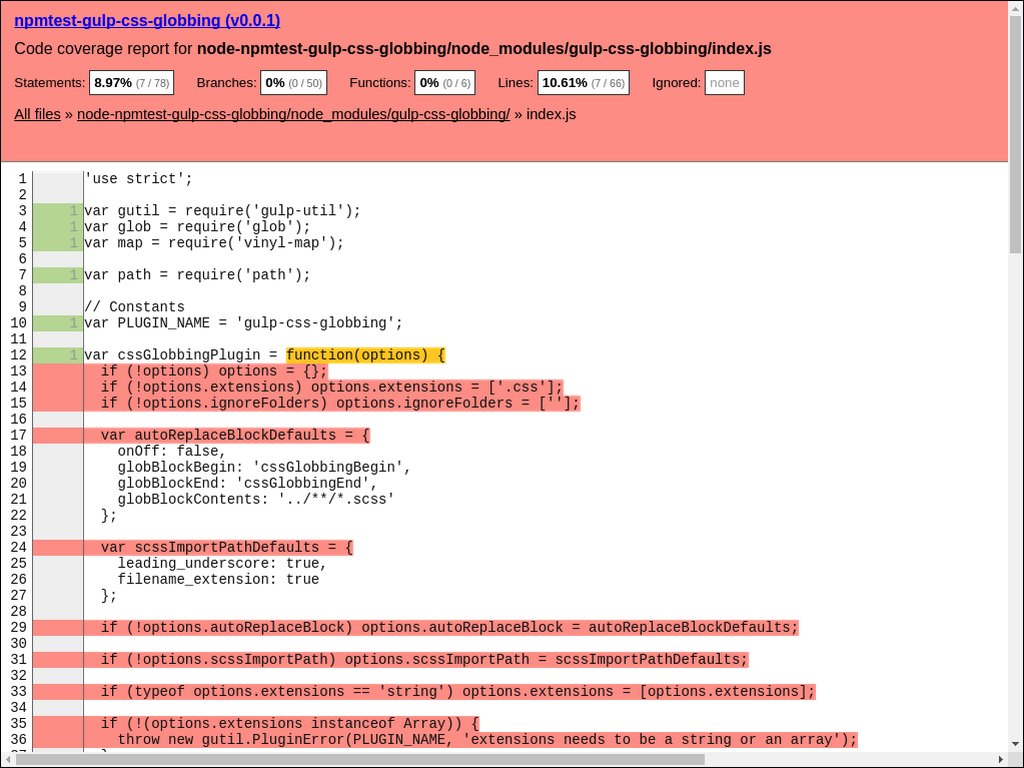 npmtest-gulp-css-globbing (v0.0.1)
Code coverage report for node-npmtest-gulp-css-globbing/node_modules/gulp-css-globbing/index.js
Statements: 8.97% (7 / 78) Branches: 0% (0 / 50) Functions: 0% (0 / 6) Lines: 10.61% (7 / 66) Ignored: none
All files » node-npmtest-gulp-css-globbing/node_modules/gulp-css-globbing/ » index.js
1 'use strict';
2
3 1 var gutil = require('gulp-util');
4 1 var glob = require('glob');
5 1 var map = require('vinyl-map');
6
7 1 var path = require('path');
8
9 // Constants
10 1 var PLUGIN_NAME = 'gulp-css-globbing';
11
12 1 var cssGlobbingPlugin = function(options) {
13 if (!options) options = {};
14 if (!options.extensions) options.extensions = ['.css'];
15 if (!options.ignoreFolders) options.ignoreFolders = [''];
16
17 var autoReplaceBlockDefaults = {
18 onOff: false,
19 globBlockBegin: 'cssGlobbingBegin',
20 globBlockEnd: 'cssGlobbingEnd',
21 globBlockContents: '../**/*.scss'
22 };
23
24 var scssImportPathDefaults = {
25 leading_underscore: true,
26 filename_extension: true
27 };
28
29 if (!options.autoReplaceBlock) options.autoReplaceBlock = autoReplaceBlockDefaults;
30
31 if (!options.scssImportPath) options.scssImportPath = scssImportPathDefaults;
32
33 if (typeof options.extensions == 'string') options.extensions = [options.extensions];
34
35 if (!(options.extensions instanceof Array)) {
36 throw new gutil.PluginError(PLUGIN_NAME, 'extensions needs to be a string or an array');